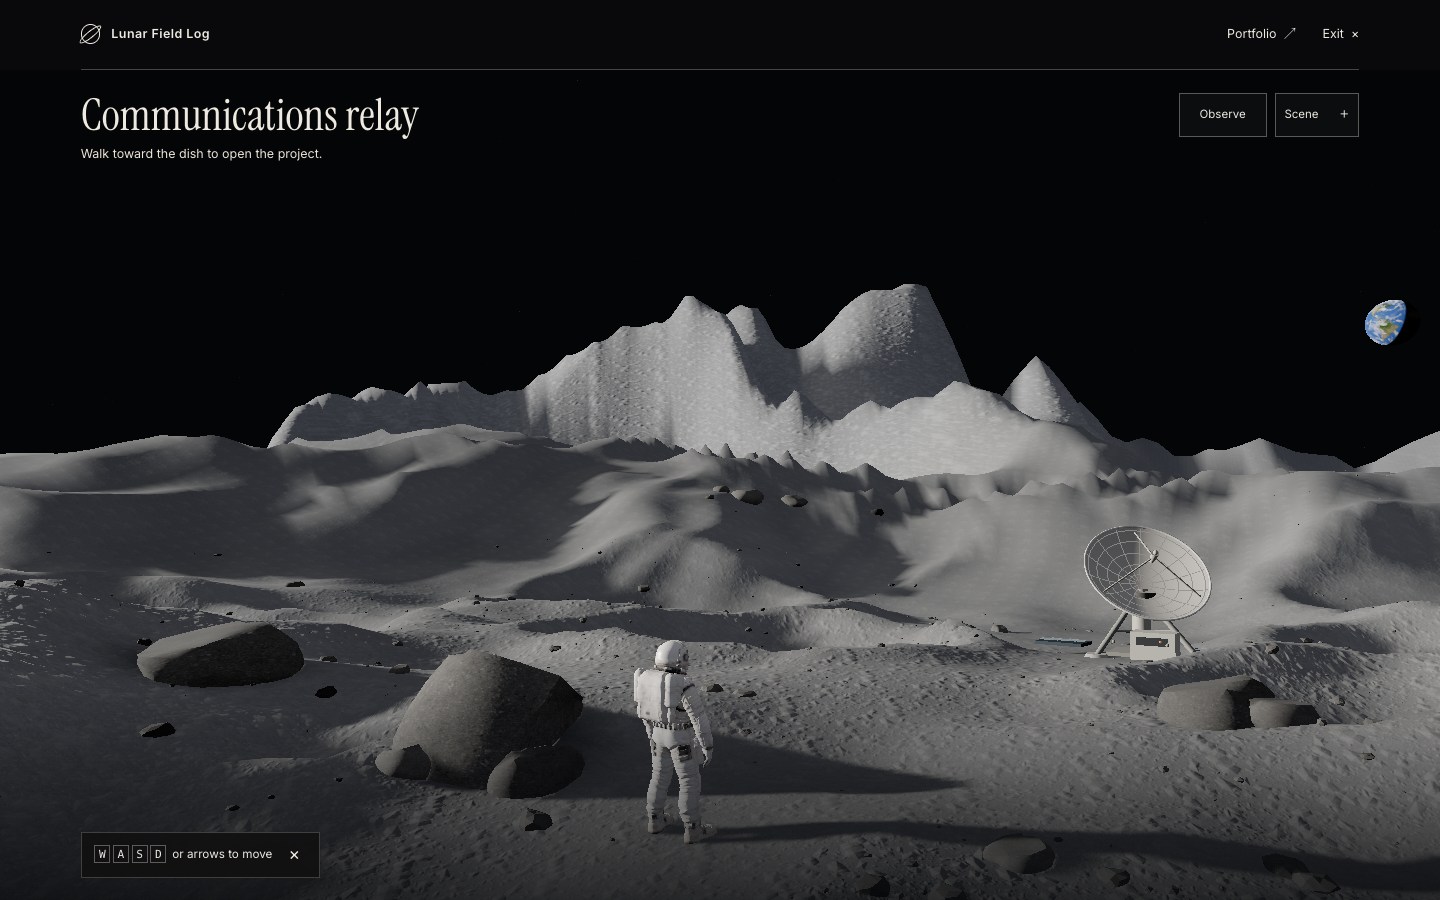 Lunar Field Log
Portfolio ↗
Exit ×
Communications relay
Walk toward the dish to open the project.
Observe
Scene +
W A S D or arrows to move ×